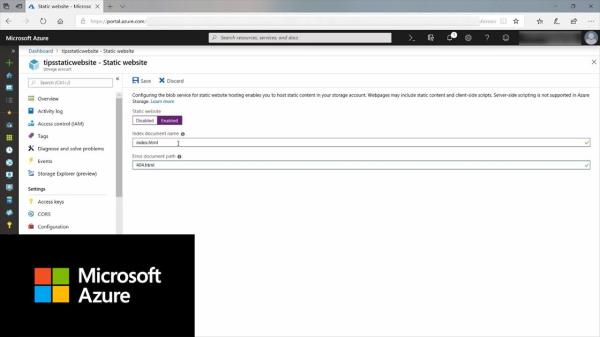 Static website - Microsoft
https://portal.azure.com/
Microsoft Azure
Search resources, services, and docs
Dashboard > tipsstaticwebsite - Static website
tipsstaticwebsite - Static website
Storage account
Search (Ctrl+/)
Save
Discard
Overview
Activity log
Access control (IAM)
Tags
Diagnose and solve problems
Events
Storage Explorer (preview)
Settings
Access keys
CORS
Configuration
Configuring the blob service for static website hosting enables you to host static content in your storage account. Webpages may include static content and client-side scripts. Server-side scripting is not supported in Azure
Storage. Learn more
Static website
Disabled Enabled
Index document name
index.html
Error document path
404.html
Microsoft
Azure